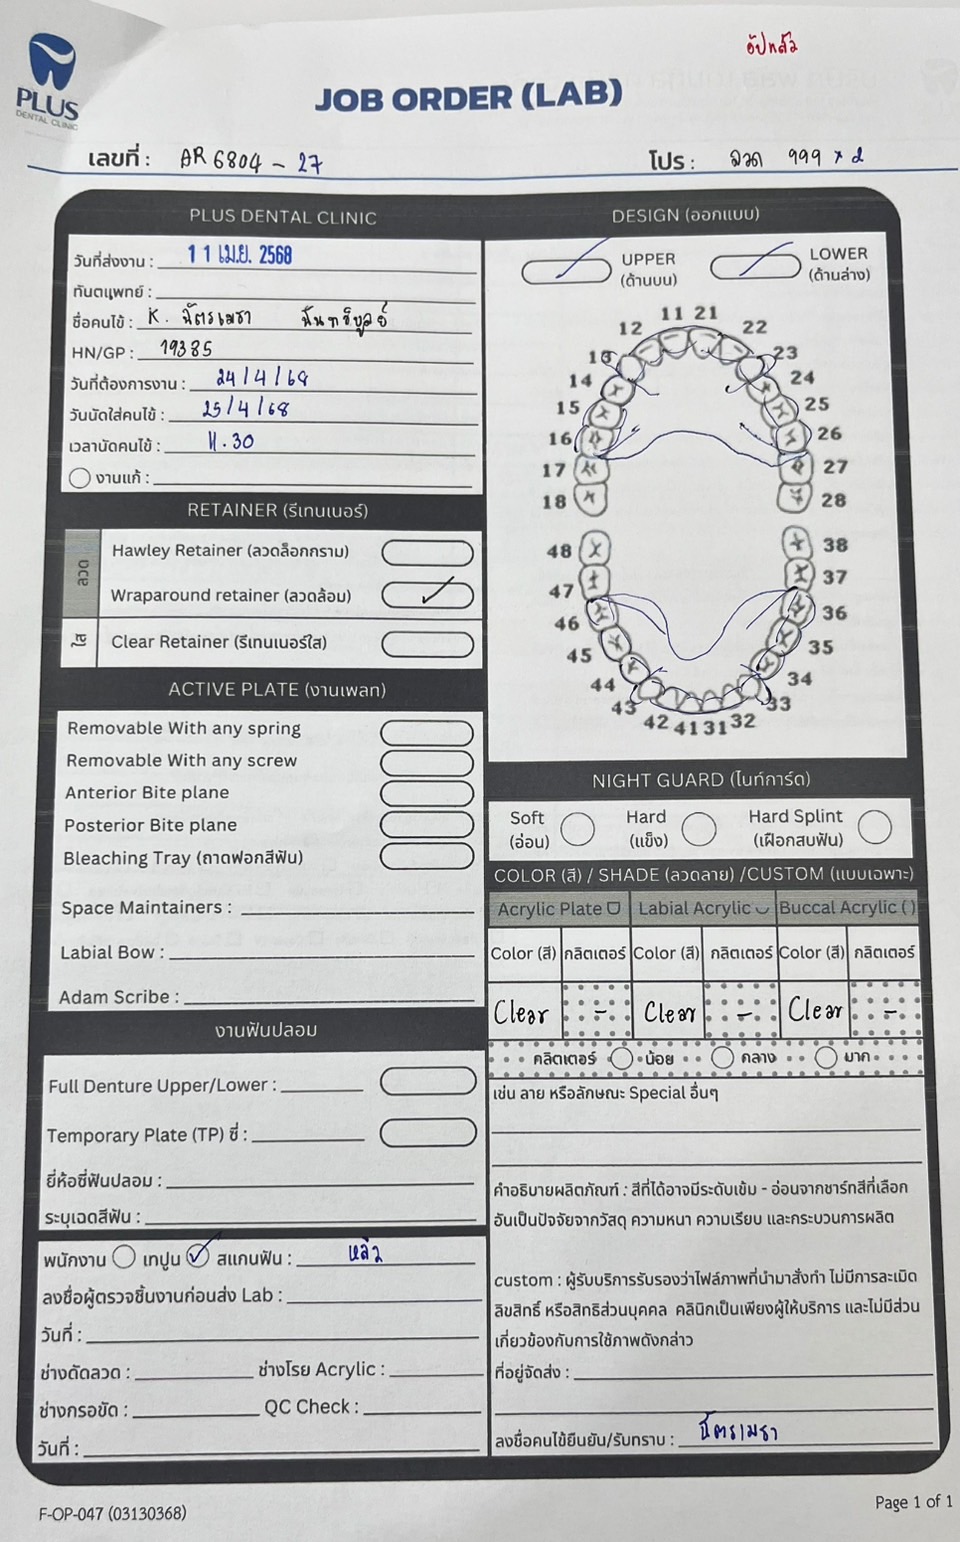 อัปแล้ว
PLUS
DENTAL CLINIC
JOB ORDER (LAB)
เลขที่ : AR 6804 - 27
โปร : ลวด 999 x 2
PLUS DENTAL CLINIC
วันที่ส่งงาน : 11 เม.ย. 2568
ทันตแพทย์ :
ชื่อคนไข้ : K. ฉัตรเมธา
HN/GP : 19385
วันที่ต้องการงาน : 24/4/68
วันนัดใส่คนไข้ : 25/4/68
เวลานัดคนไข้ : 11.30
งานแก้ :
RETAINER (รีเทนเนอร์)
ลวด
Hawley Retainer (ลวดล็อกกราม)
Wraparound retainer (ลวดล้อม)
ใส
Clear Retainer (รีเทนเนอร์ใส)
ACTIVE PLATE (งานเพลท)
Removable With any spring
Removable With any screw
Anterior Bite plane
Posterior Bite plane
Bleaching Tray (ถาดฟอกสีฟัน)
Space Maintainers :
Labial Bow :
Adam Scribe :
งานฟันปลอม
Full Denture Upper/Lower :
Temporary Plate (TP) ซี่ :
ยี่ห้อซี่ฟันปลอม :
ระบุเฉดสีฟัน :
พนักงาน เทปูน สแกนฟัน : หลิว
ลงชื่อผู้ตรวจชิ้นงานก่อนส่ง Lab :
วันที่ :
ช่างดัดลวด : ช่างโรย Acrylic :
ช่างกรอขัด : QC Check :
วันที่ :
DESIGN (ออกแบบ)
UPPER
(ด้านบน)
LOWER
(ด้านล่าง)
11 21
12 22
13 23
14 24
15 25
16 26
17 27
18 28
48 38
47 37
46 36
45 35
44 34
43 33
42 41 31 32
NIGHT GUARD (ไนท์การ์ด)
Soft
(อ่อน)
Hard
(แข็ง)
Hard Splint
(เฝือกสบฟัน)
COLOR (สี) / SHADE (ลวดลาย) /CUSTOM (แบบเฉพาะ)
Acrylic Plate Labial Acrylic Buccal Acrylic ( )
Color (สี) กลิตเตอร์ Color (สี) กลิตเตอร์ Color (สี) กลิตเตอร์
Clear - Clear - Clear -
คลิตเตอร์ น้อย กลาง มาก
เช่น ลาย หรือลักษณะ Special อื่นๆ
คำอธิบายผลิตภัณฑ์ : สีที่ได้อาจมีระดับเข้ม - อ่อนจากชาร์ทสีที่เลือก
อันเป็นปัจจัยจากวัสดุ ความหนา ความเรียบ และกระบวนการผลิต
custom : ผู้รับบริการรับรองว่าไฟล์ภาพที่นำมาสั่งทำ ไม่มีการละเมิด
ลิขสิทธิ์ หรือสิทธิส่วนบุคคล คลินิกเป็นเพียงผู้ให้บริการ และไม่มีส่วน
เกี่ยวข้องกับการใช้ภาพดังกล่าว
ที่อยู่จัดส่ง :
ลงชื่อคนไข้ยืนยัน/รับทราบ : ฉัตรเมธา
F-OP-047 (03130368)
Page 1 of 1